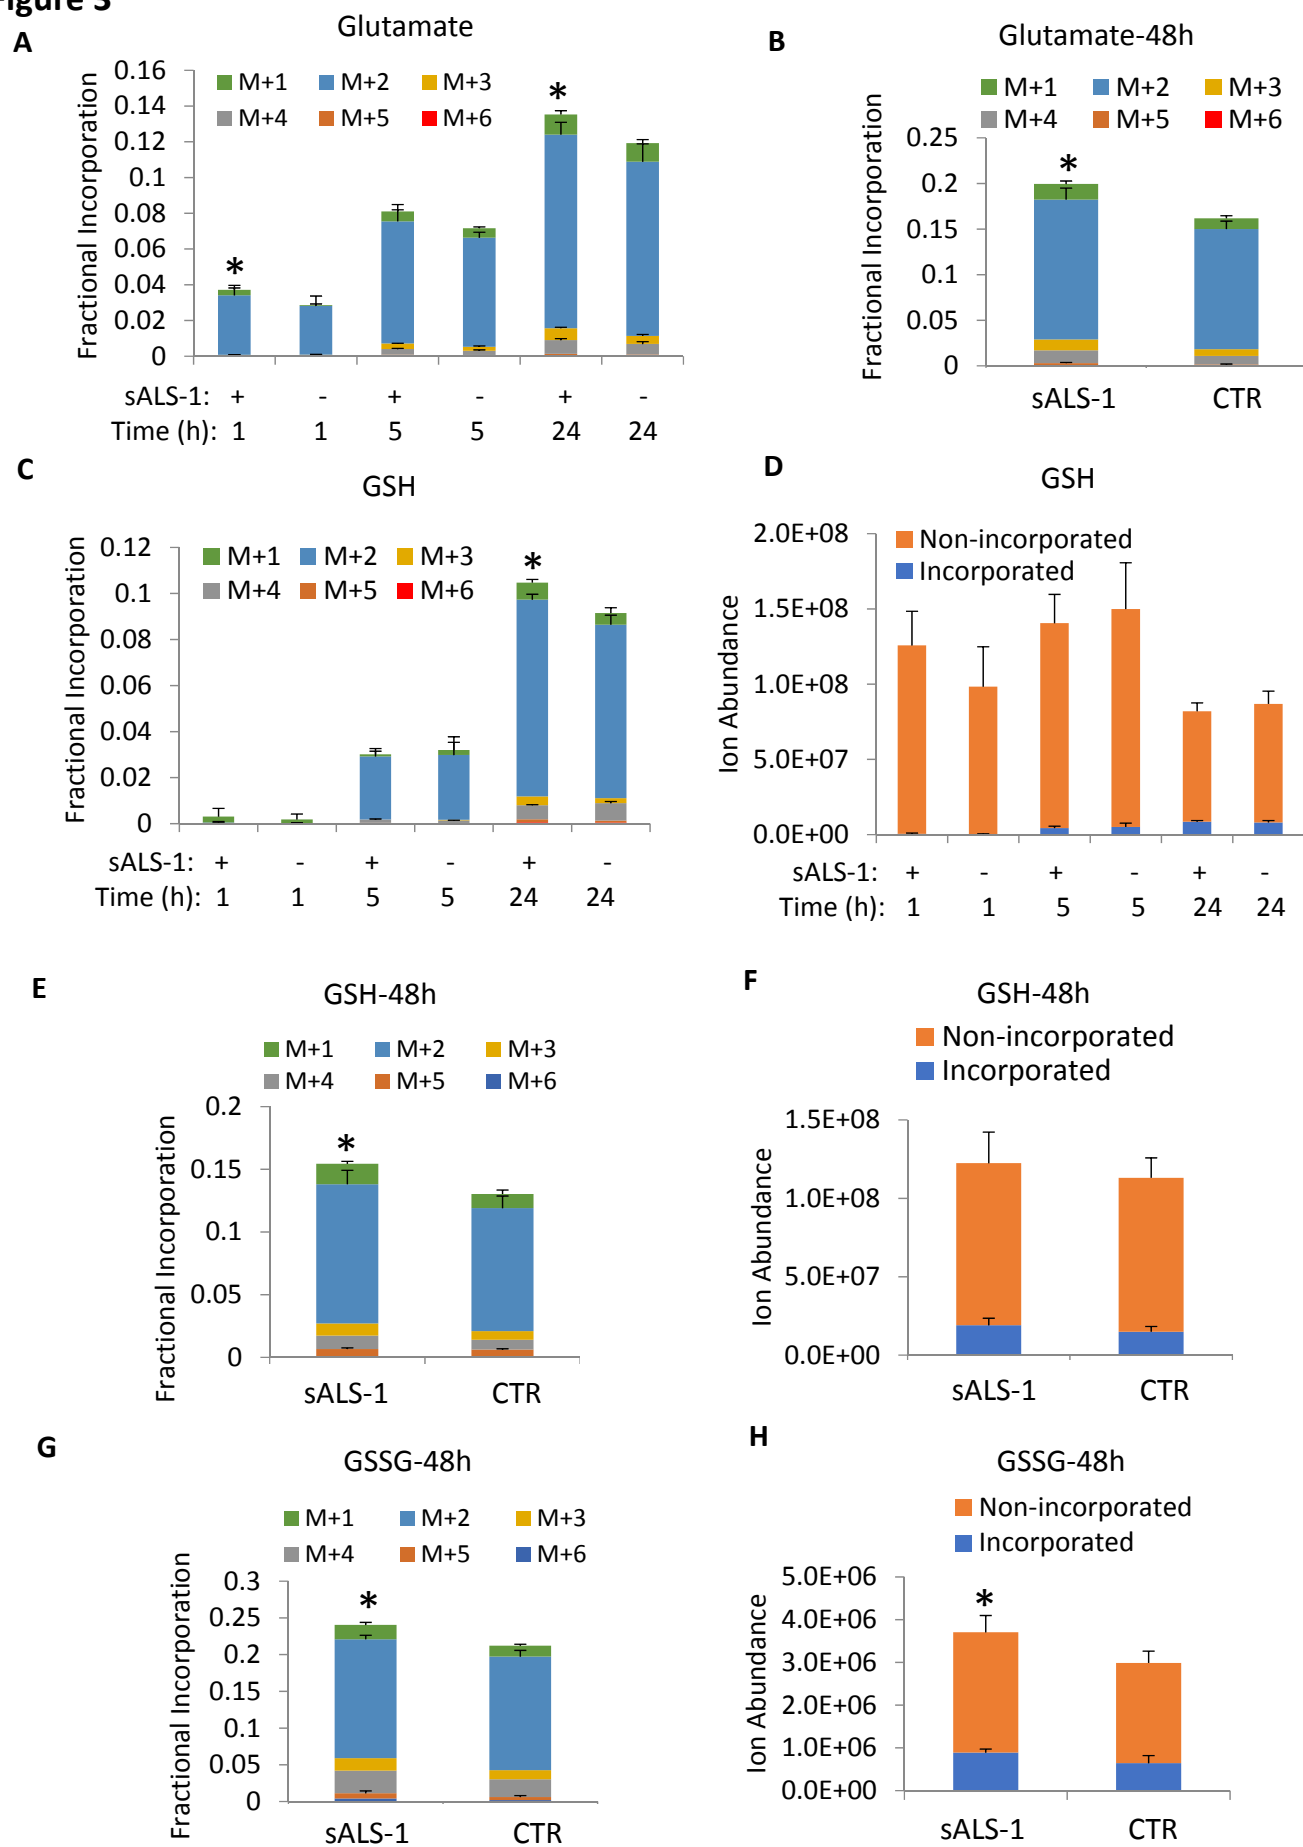 Figure 3
A
Glutamate
M+1 M+2 M+3
M+4 M+5 M+6
Fractional Incorporation
0.16
0.14
0.12
0.1
0.08
0.06
0.04
0.02
0
*
*
sALS-1: + - + - + -
Time (h): 1 1 5 5 24 24
B
Glutamate-48h
M+1 M+2 M+3
M+4 M+5 M+6
Fractional Incorporation
0.25
0.2
0.15
0.1
0.05
0
*
sALS-1 CTR
C
GSH
M+1 M+2 M+3
M+4 M+5 M+6
Fractional Incorporation
0.12
0.1
0.08
0.06
0.04
0.02
0
*
sALS-1: + - + - + -
Time (h): 1 1 5 5 24 24
D
GSH
Non-incorporated
Incorporated
Ion Abundance
2.0E+08
1.5E+08
1.0E+08
5.0E+07
0.0E+00
sALS-1: + - + - + -
Time (h): 1 1 5 5 24 24
E
GSH-48h
M+1 M+2 M+3
M+4 M+5 M+6
Fractional Incorporation
0.2
0.15
0.1
0.05
0
*
sALS-1 CTR
F
GSH-48h
Non-incorporated
Incorporated
Ion Abundance
1.5E+08
1.0E+08
5.0E+07
0.0E+00
sALS-1 CTR
G
GSSG-48h
M+1 M+2 M+3
M+4 M+5 M+6
Fractional Incorporation
0.3
0.25
0.2
0.15
0.1
0.05
0
*
sALS-1 CTR
H
GSSG-48h
Non-incorporated
Incorporated
Ion Abundance
5.0E+06
4.0E+06
3.0E+06
2.0E+06
1.0E+06
0.0E+00
*
sALS-1 CTR